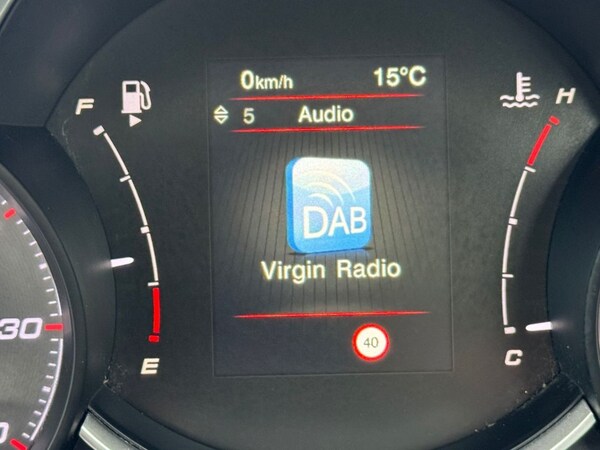 0km/h 15°C
F H
5 Audio
DAB
Virgin Radio
30
40
E C